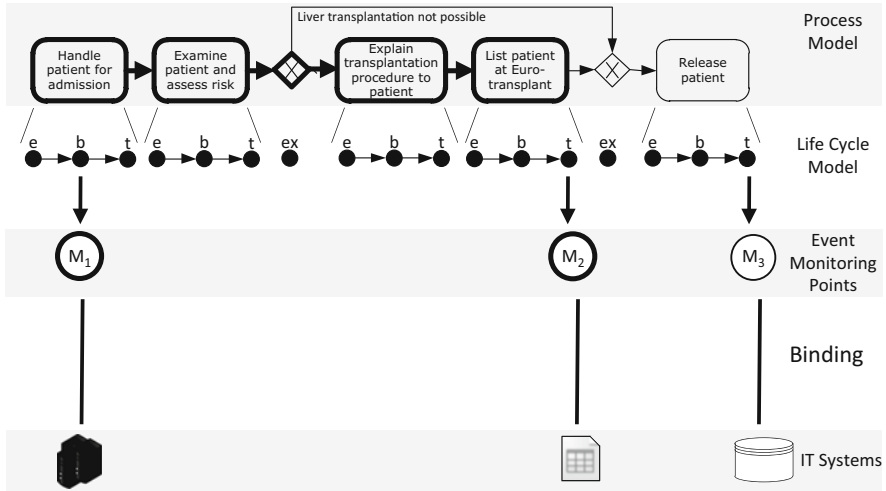 Liver transplantation not possible
Process
Model
Handle
patient for
admission
Examine
patient and
assess risk
Explain
transplantation
procedure to
patient
List patient
at Euro-
transplant
Release
patient
e b t e b t ex e b t e b t ex e b t
Life Cycle
Model
M1 M2 M3
Event
Monitoring
Points
Binding
IT Systems